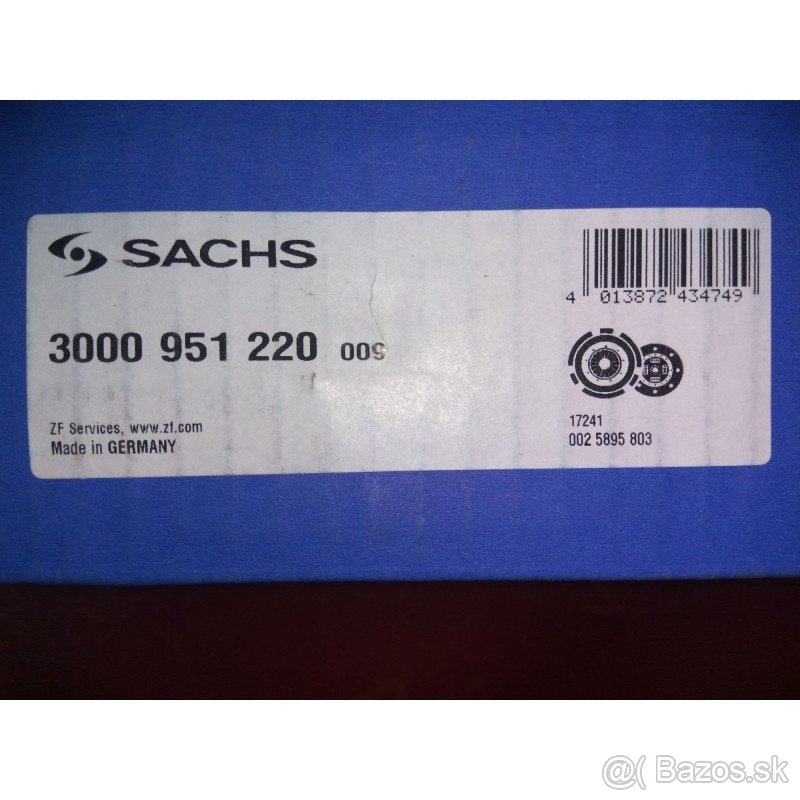 SACHS
3000 951 220 009
ZF Services, www.zf.com
Made in GERMANY
4 013872 434749
17241
002 5895 803
@( Bazos.sk